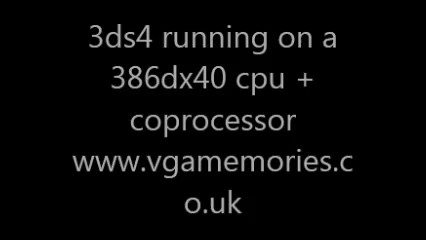 3ds4 running on a
386dx40 cpu +
coprocessor
www.vgamemories.c
o.uk